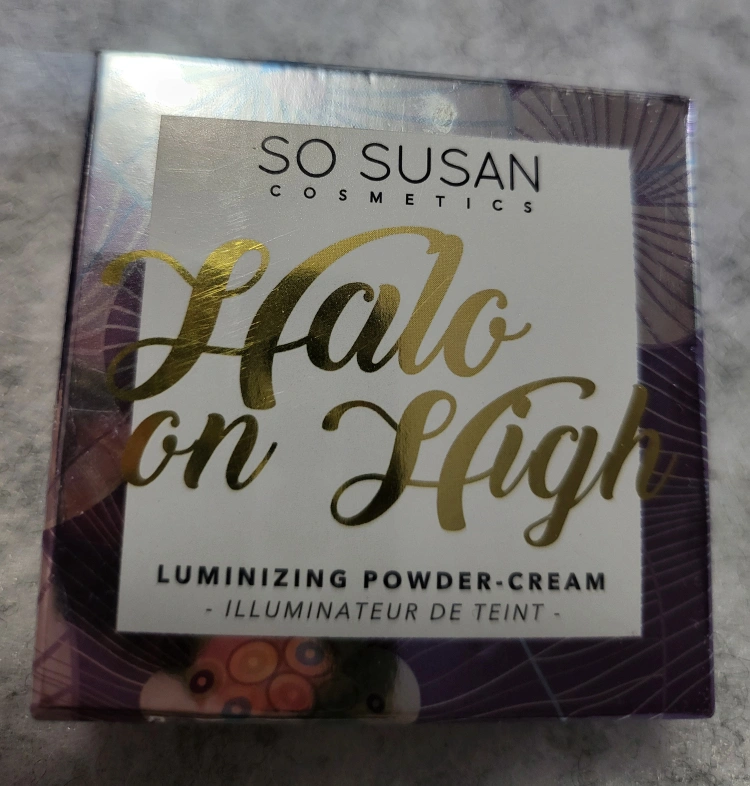 SO SUSAN
COSMETICS
Halo
on High
LUMINIZING POWDER-CREAM
- ILLUMINATEUR DE TEINT -